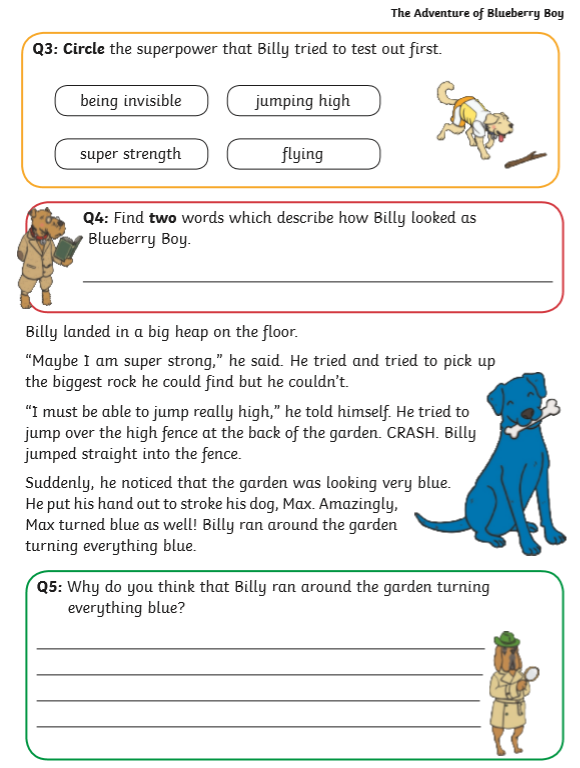 The Adventure of Blueberry Boy
Q3: Circle the superpower that Billy tried to test out first.
being invisible
jumping high
super strength
flying
Q4: Find two words which describe how Billy looked as
Blueberry Boy.
Billy landed in a big heap on the floor.
“Maybe I am super strong,” he said. He tried and tried to pick up
the biggest rock he could find but he couldn’t.
“I must be able to jump really high,” he told himself. He tried to
jump over the high fence at the back of the garden. CRASH. Billy
jumped straight into the fence.
Suddenly, he noticed that the garden was looking very blue.
He put his hand out to stroke his dog, Max. Amazingly,
Max turned blue as well! Billy ran around the garden
turning everything blue.
Q5: Why do you think that Billy ran around the garden turning
everything blue?